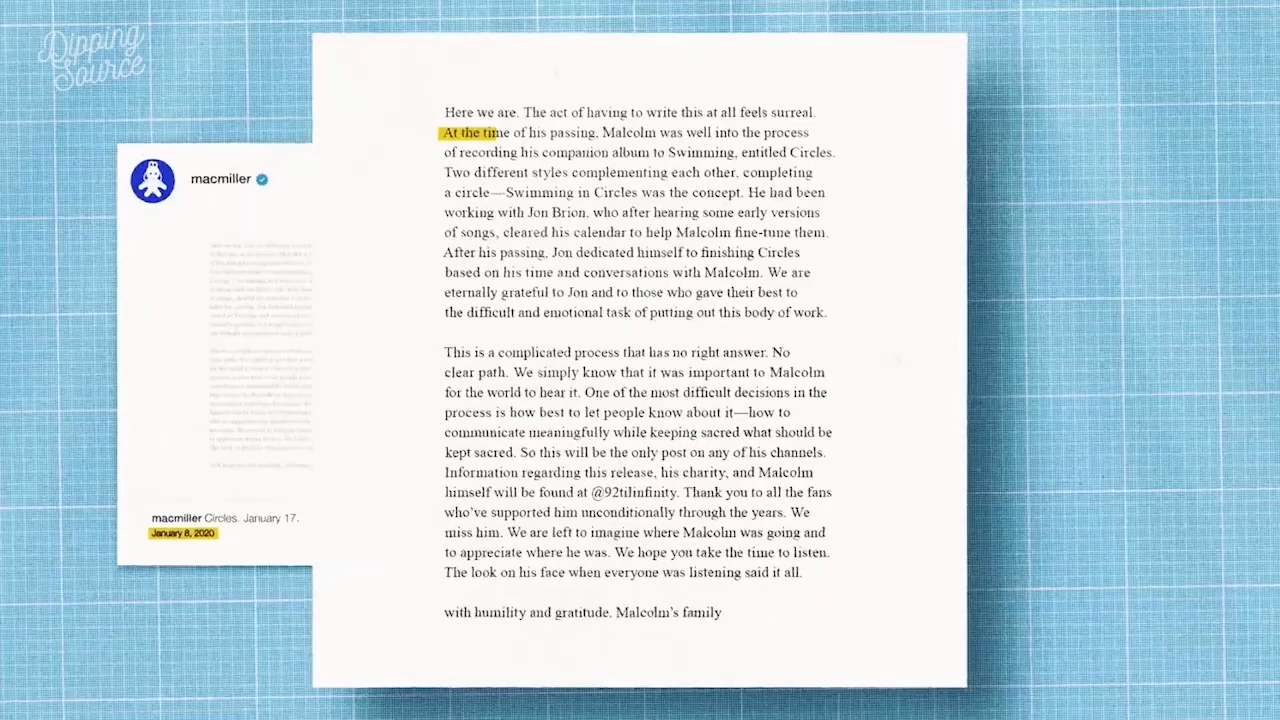 Dipping
Source
macmiller
macmiller Circles. January 17.
January 8, 2020
Here we are. The act of having to write this at all feels surreal.
At the time of his passing, Malcolm was well into the process
of recording his companion album to Swimming, entitled Circles.
Two different styles complementing each other, completing
a circle—Swimming in Circles was the concept. He had been
working with Jon Brion, who after hearing some early versions
of songs, cleared his calendar to help Malcolm fine-tune them.
After his passing, Jon dedicated himself to finishing Circles
based on his time and conversations with Malcolm. We are
eternally grateful to Jon and to those who gave their best to
the difficult and emotional task of putting out this body of work.
This is a complicated process that has no right answer. No
clear path. We simply know that it was important to Malcolm
for the world to hear it. One of the most difficult decisions in the
process is how best to let people know about it—how to
communicate meaningfully while keeping sacred what should be
kept sacred. So this will be the only post on any of his channels.
Information regarding this release, his charity, and Malcolm
himself will be found at @92tilinfinity. Thank you to all the fans
who've supported him unconditionally through the years. We
miss him. We are left to imagine where Malcolm was going and
to appreciate where he was. We hope you take the time to listen.
The look on his face when everyone was listening said it all.
with humility and gratitude, Malcolm's family